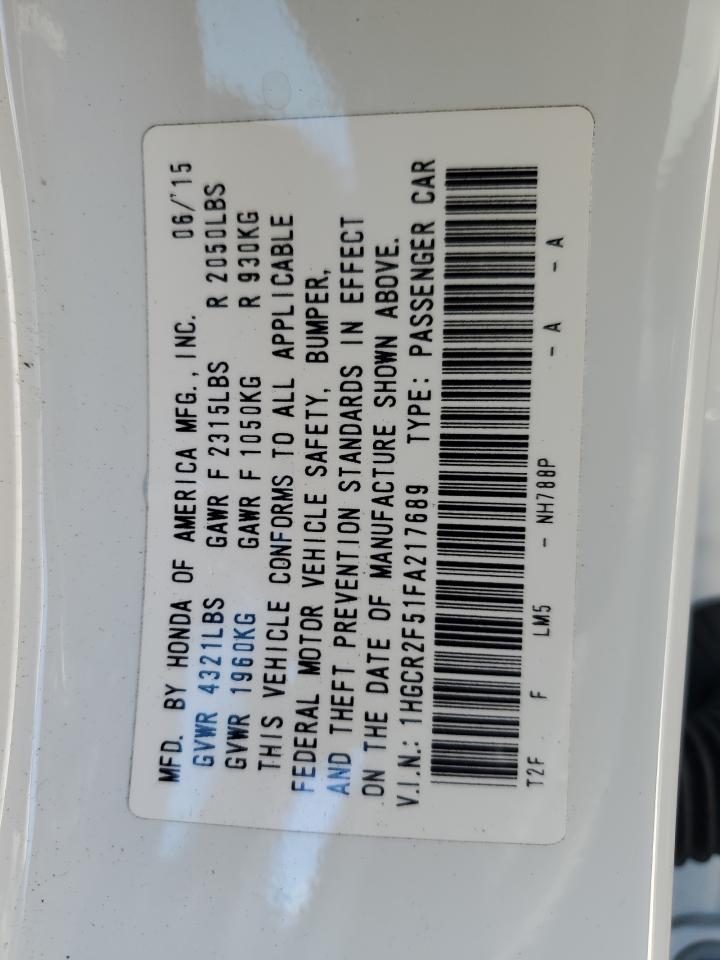 MFD. BY HONDA OF AMERICA MFG., INC. 06/'15
GVWR 4321LBS GAWR F 2315LBS R 2050LBS
GVWR 1960KG GAWR F 1050KG R 930KG
THIS VEHICLE CONFORMS TO ALL APPLICABLE
FEDERAL MOTOR VEHICLE SAFETY, BUMPER,
AND THEFT PREVENTION STANDARDS IN EFFECT
ON THE DATE OF MANUFACTURE SHOWN ABOVE.
V.I.N.: 1HGCR2F51FA217689 TYPE: PASSENGER CAR
T2F F LM5 - NH788P - A - A